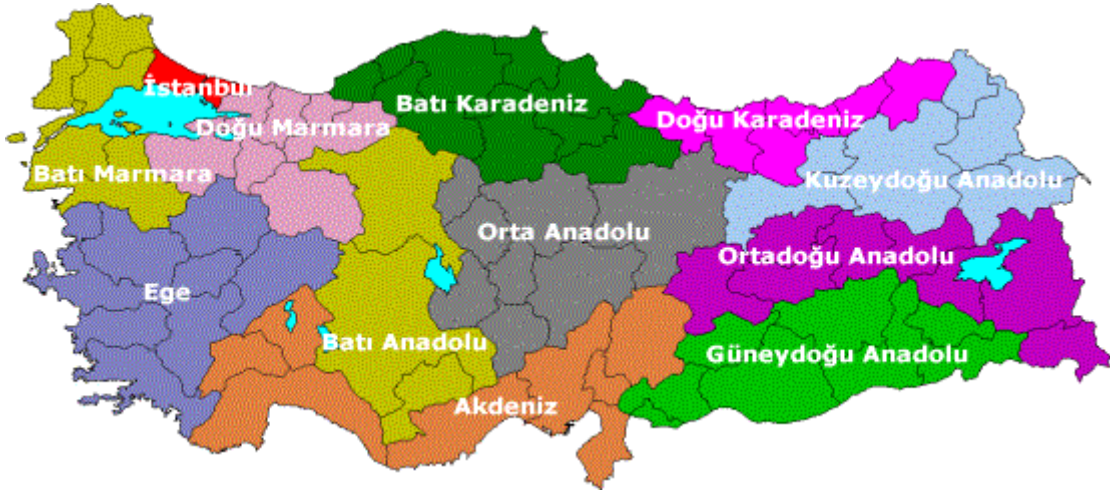 İstanbul
Batı Karadeniz
Doğu Karadeniz
Doğu Marmara
Batı Marmara
Kuzeydoğu Anadolu
Orta Anadolu
Ortadoğu Anadolu
Ege
Batı Anadolu
Güneydoğu Anadolu
Akdeniz